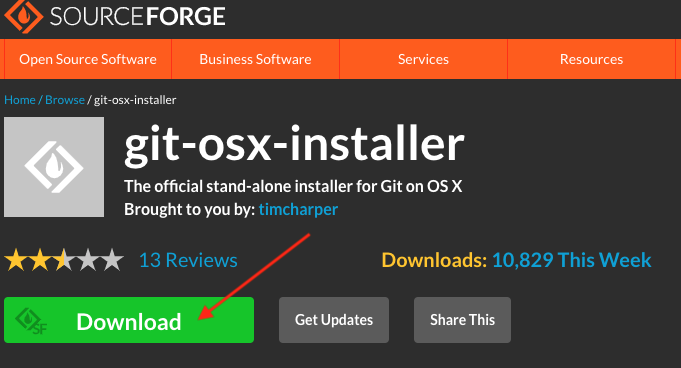 SOURCEFORGE
Open Source Software Business Software Services Resources
Home / Browse / git-osx-installer
git-osx-installer
The official stand-alone installer for Git on OS X
Brought to you by: timcharper
13 Reviews Downloads: 10,829 This Week
SF Download Get Updates Share This